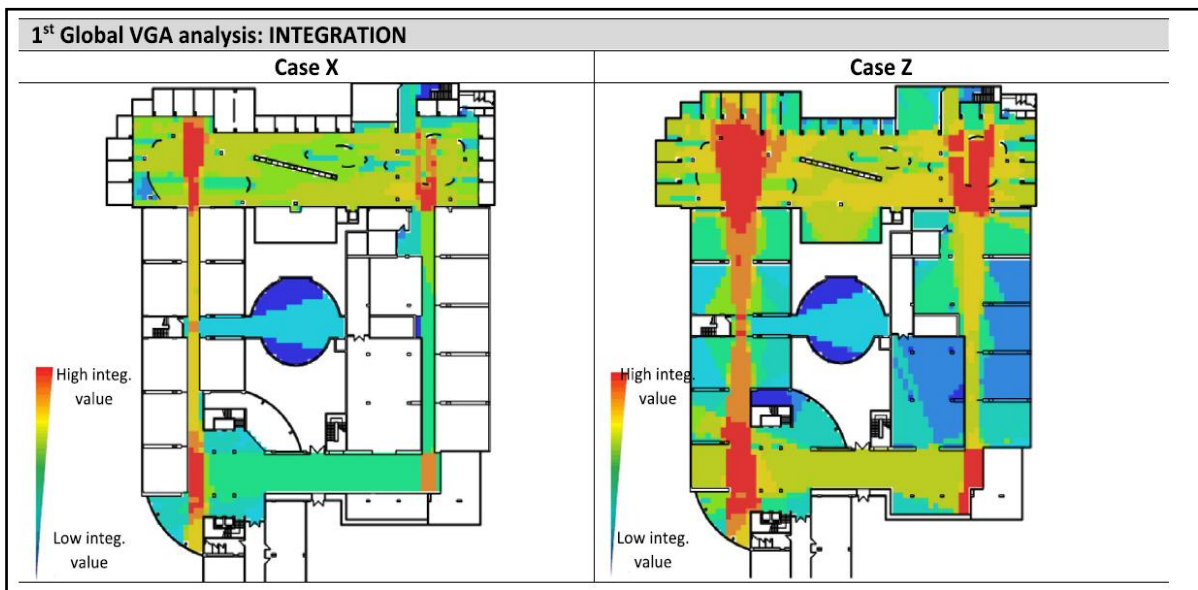 1st Global VGA analysis: INTEGRATION
Case X
Case Z
High integ.
value
Low integ.
value
High integ.
value
Low integ.
value